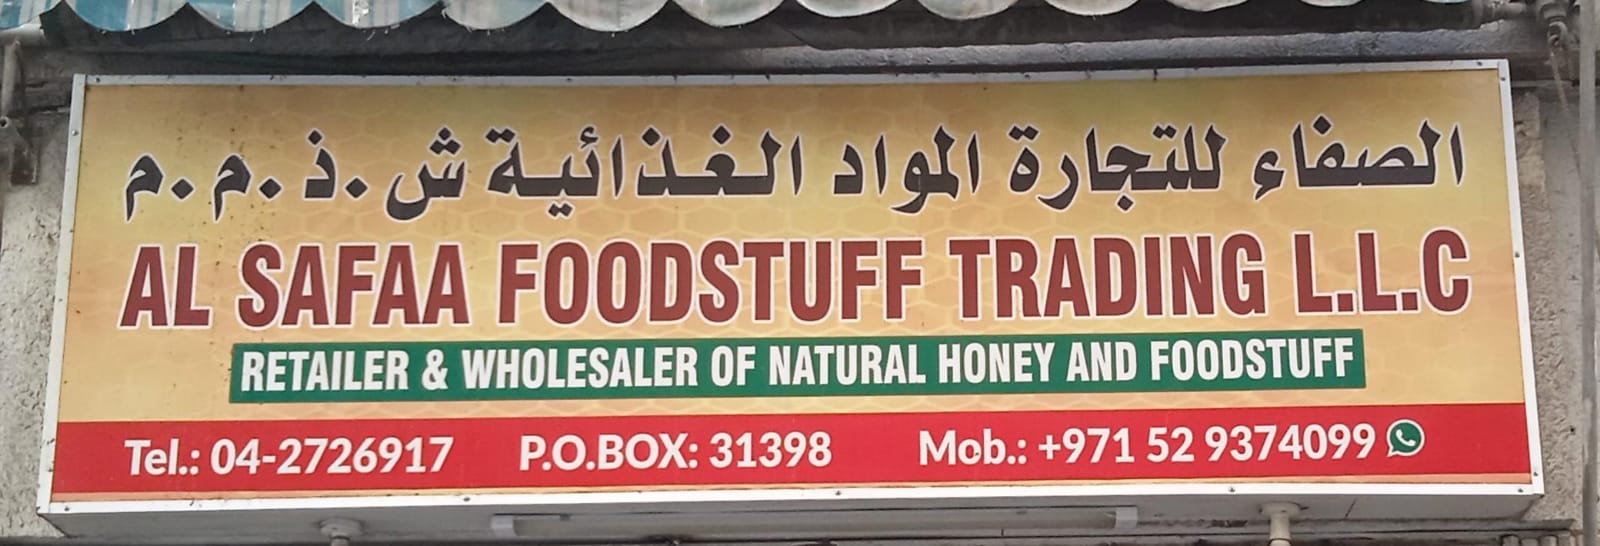 الصفاء للتجارة المواد الغذائية ش.ذ.م.م
AL SAFAA FOODSTUFF TRADING L.L.C
RETAILER & WHOLESALER OF NATURAL HONEY AND FOODSTUFF
Tel.: 04-2726917 P.O.BOX: 31398 Mob.: +971 52 9374099